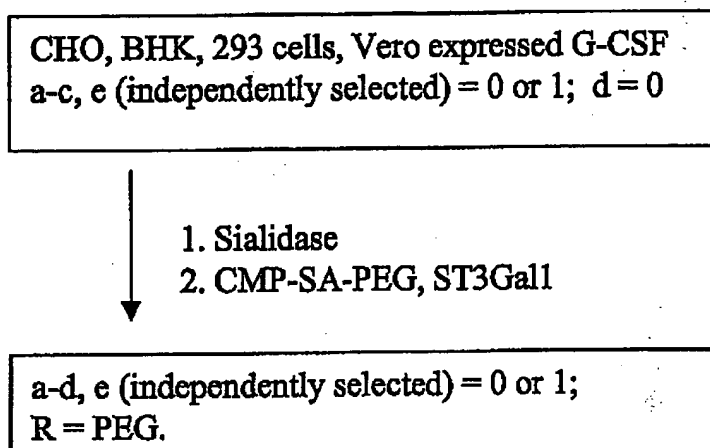 CHO, BHK, 293 cells, Vero expressed G-CSF
a-c, e (independently selected) = 0 or 1; d = 0
1. Sialidase
2. CMP-SA-PEG, ST3Gal1
a-d, e (independently selected) = 0 or 1;
R = PEG.